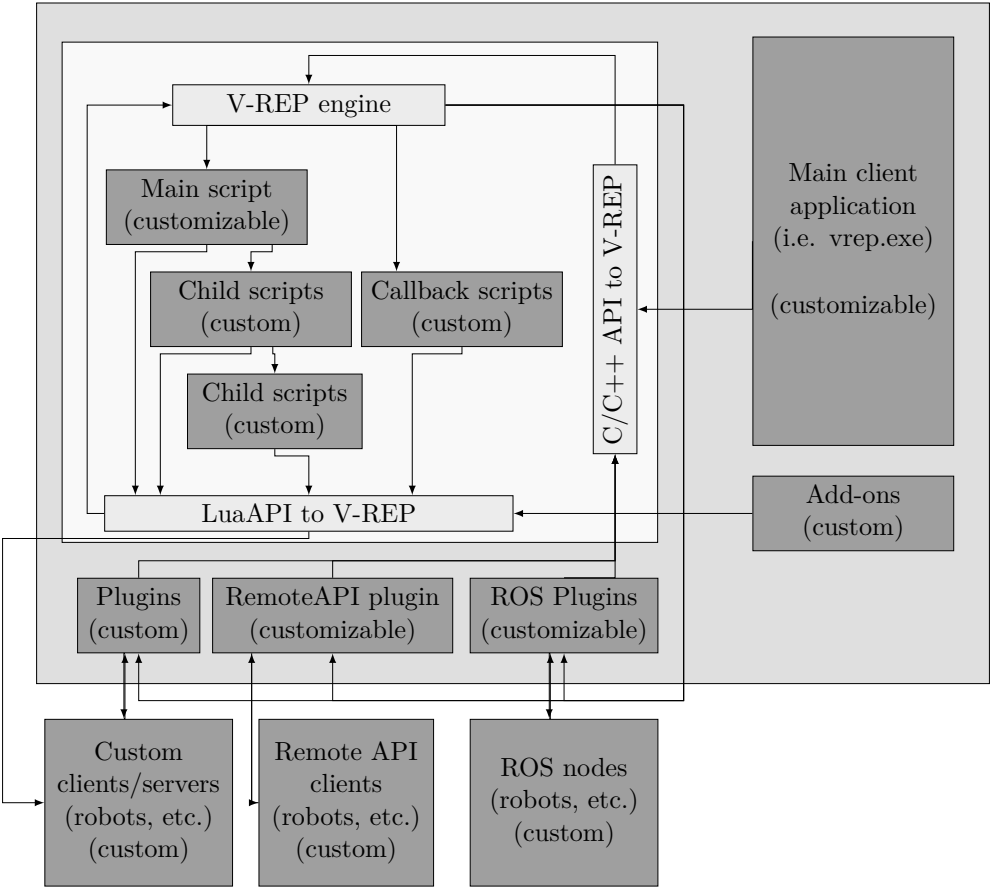 V-REP engine
Main script
(customizable)
Child scripts
(custom)
Callback scripts
(custom)
Child scripts
(custom)
LuaAPI to V-REP
C/C++ API to V-REP
Main client
application
(i.e. vrep.exe)
(customizable)
Add-ons
(custom)
Plugins
(custom)
RemoteAPI plugin
(customizable)
ROS Plugins
(customizable)
Custom
clients/servers
(robots, etc.)
(custom)
Remote API
clients
(robots, etc.)
(custom)
ROS nodes
(robots, etc.)
(custom)